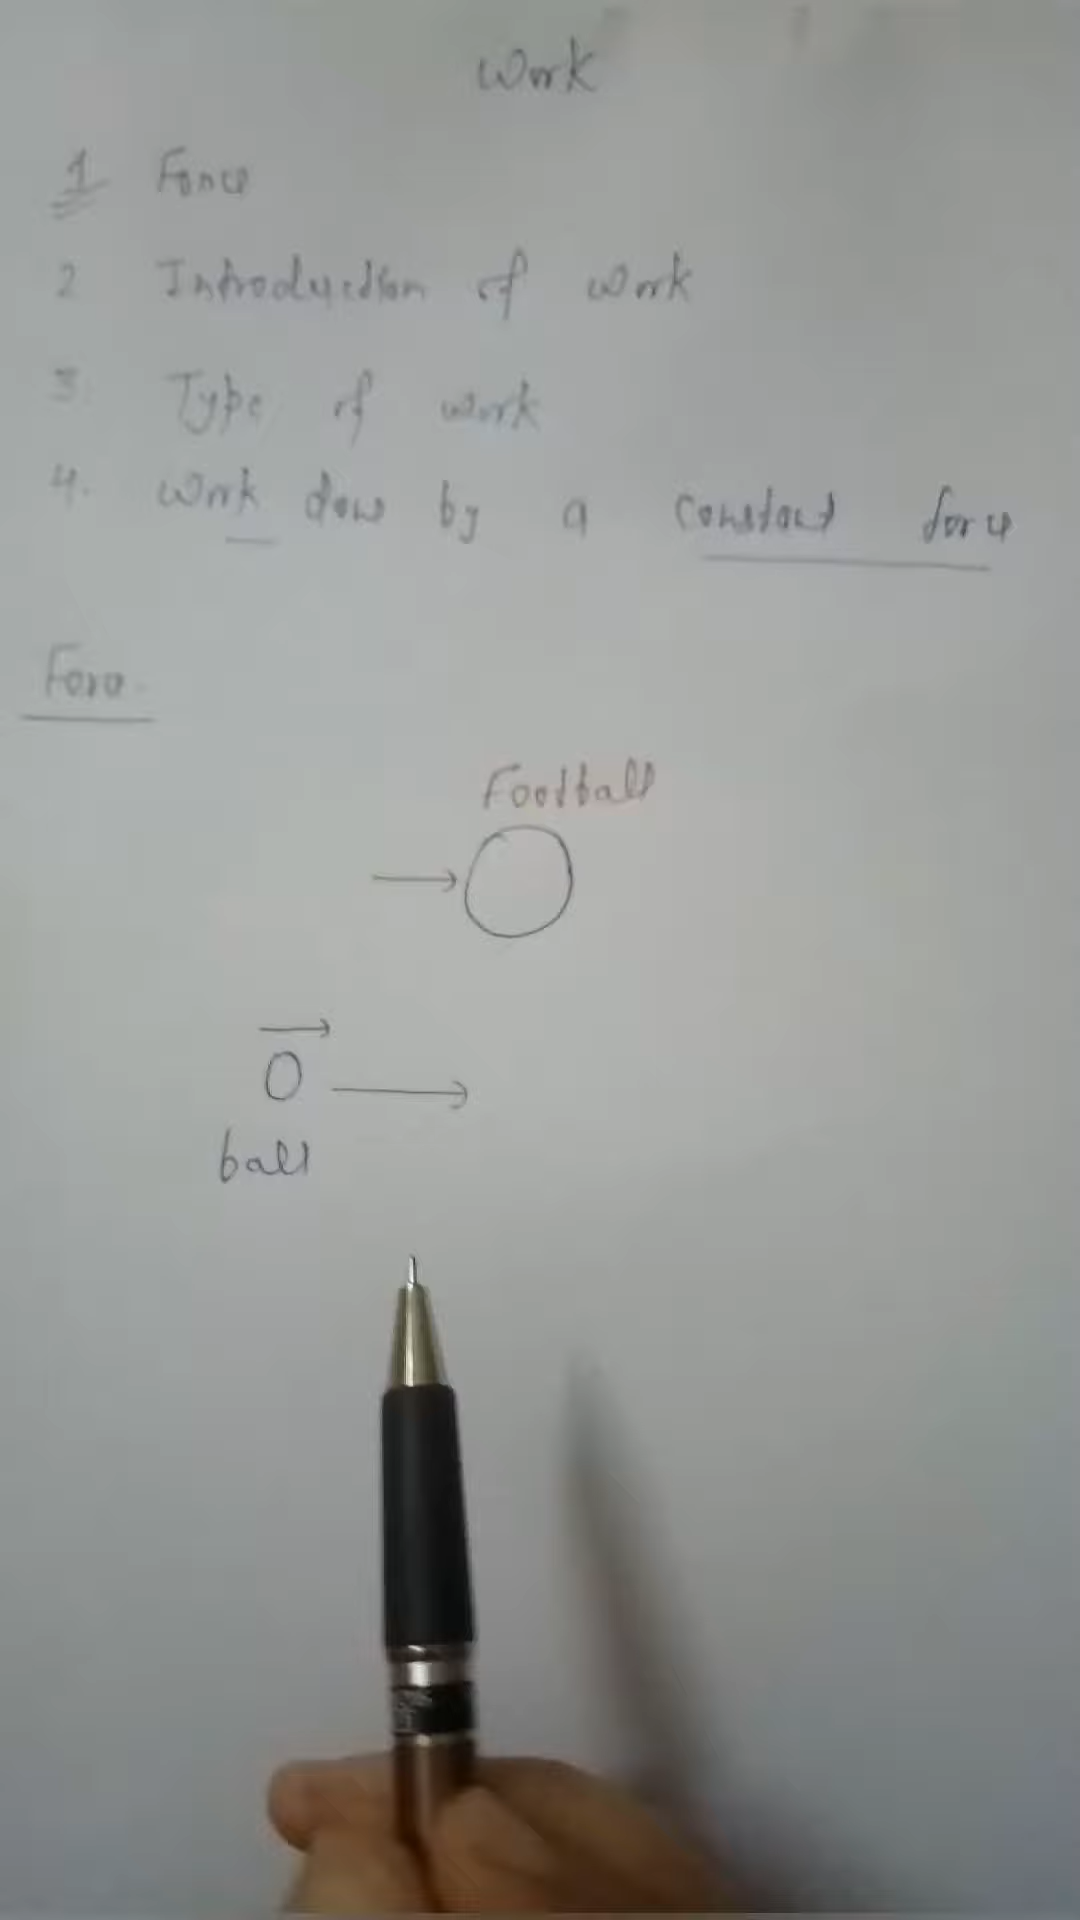 Work
1 Force
2 Introduction of work
3. Type of work
4. Work done by a constant force
Force
Football
ball